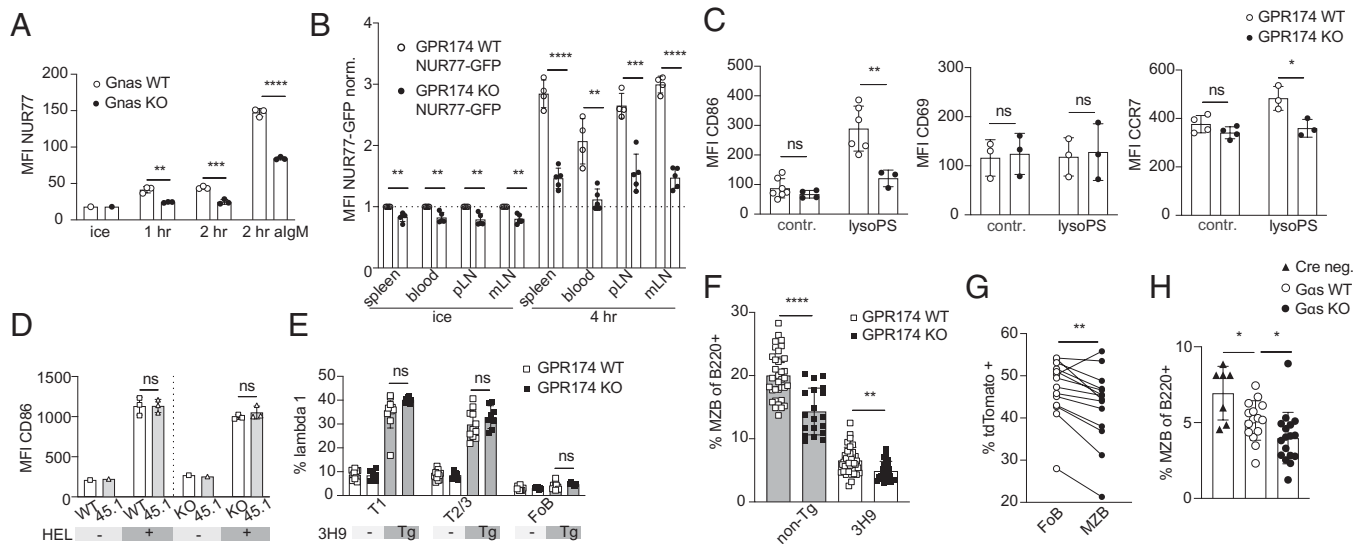 A
MFI NUR77
200
150
100
50
0
Gnas WT
Gnas KO
**
***
****
ice
1 hr
2 hr
2 hr aIgM
B
MFI NUR77-GFP norm.
4
3
2
1
0
GPR174 WT
NUR77-GFP
GPR174 KO
NUR77-GFP
**
**
**
**
****
**
***
****
spleen
blood
pLN
mLN
spleen
blood
pLN
mLN
ice
4 hr
C
GPR174 WT
GPR174 KO
MFI CD86
500
400
300
200
100
0
ns
**
contr.
lysoPS
MFI CD69
300
200
100
0
ns
ns
contr.
lysoPS
MFI CCR7
600
400
200
0
ns
*
contr.
lysoPS
D
MFI CD86
1500
1000
500
0
ns
ns
WT
45.1
WT
45.1
KO
45.1
KO
45.1
HEL
-
+
-
+
E
GPR174 WT
GPR174 KO
% lambda 1
50
40
30
20
10
0
ns
ns
ns
T1
T2/3
FoB
3H9
-
Tg
-
Tg
-
Tg
F
GPR174 WT
GPR174 KO
% MZB of B220+
30
20
10
0
****
**
non-Tg
3H9
G
% tdTomato +
60
50
40
30
20
**
FoB
MZB
H
Cre neg.
Gαs WT
Gαs KO
% MZB of B220+
10
5
0
*
*